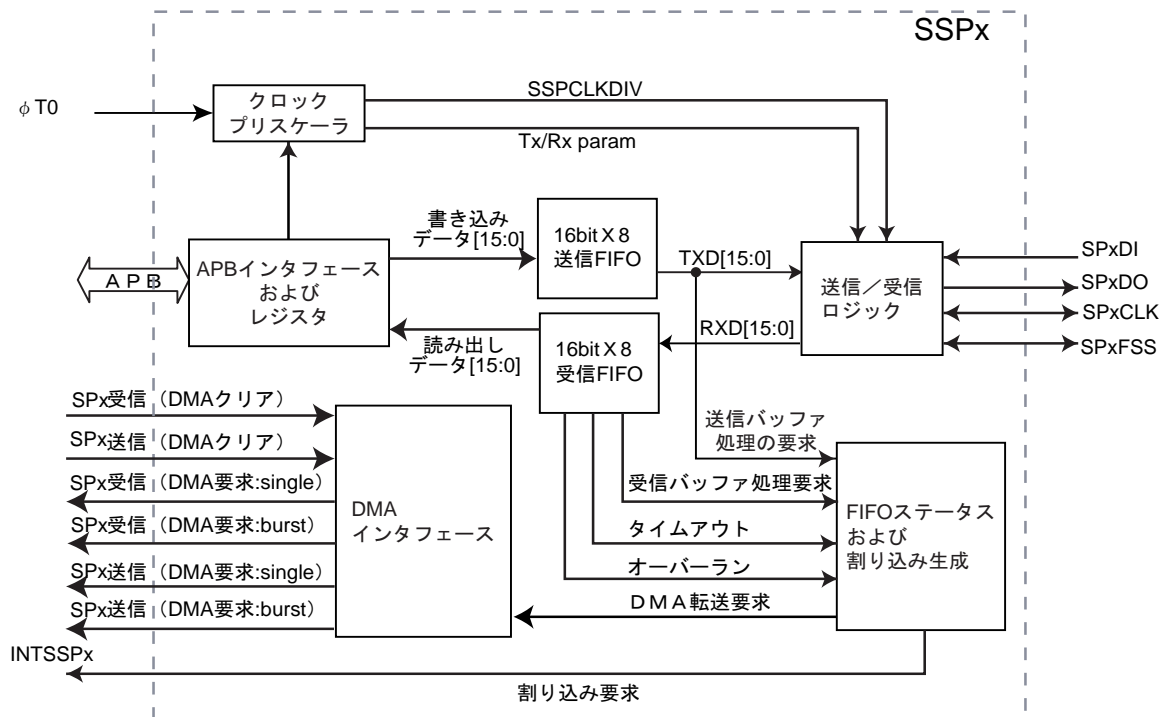 SSPx
φT0
クロック
プリスケーラ
SSPCLKDIV
Tx/Rx param
書き込み
データ[15:0]
16bit X 8
送信FIFO
TXD[15:0]
SPxDI
SPxDO
SPxCLK
SPxFSS
ＡＰＢ
APBインタフェース
および
レジスタ
送信／受信
ロジック
RXD[15:0]
読み出し
データ[15:0]
16bit X 8
受信FIFO
SPx受信（DMAクリア）
SPx送信（DMAクリア）
SPx受信（DMA要求:single）
SPx受信（DMA要求:burst）
SPx送信（DMA要求:single）
SPx送信（DMA要求:burst）
DMA
インタフェース
送信バッファ
処理の要求
受信バッファ処理要求
タイムアウト
オーバーラン
ＤＭＡ転送要求
FIFOステータス
および
割り込み生成
INTSSPx
割り込み要求